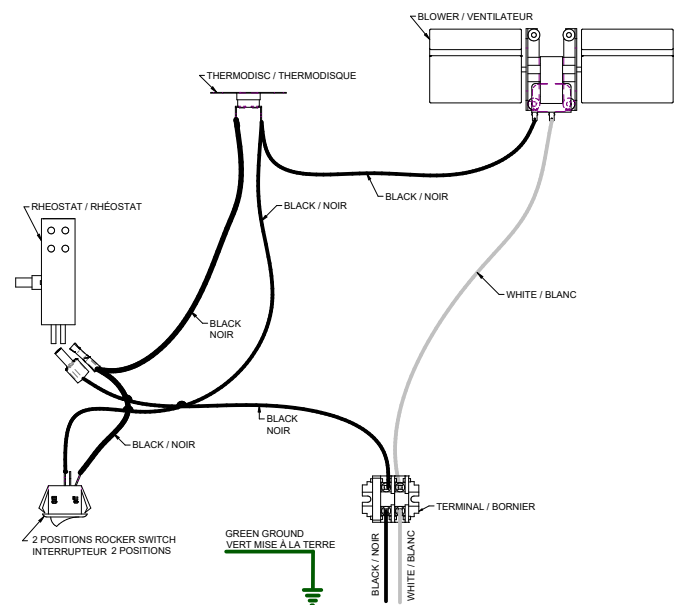 BLOWER / VENTILATEUR
THERMODISC / THERMODISQUE
BLACK / NOIR
RHEOSTAT / RHÉOSTAT
BLACK / NOIR
WHITE / BLANC
BLACK
NOIR
BLACK
NOIR
BLACK / NOIR
TERMINAL / BORNIER
2 POSITIONS ROCKER SWITCH
INTERRUPTEUR 2 POSITIONS
GREEN GROUND
VERT MISE À LA TERRE
BLACK / NOIR
WHITE / BLANC